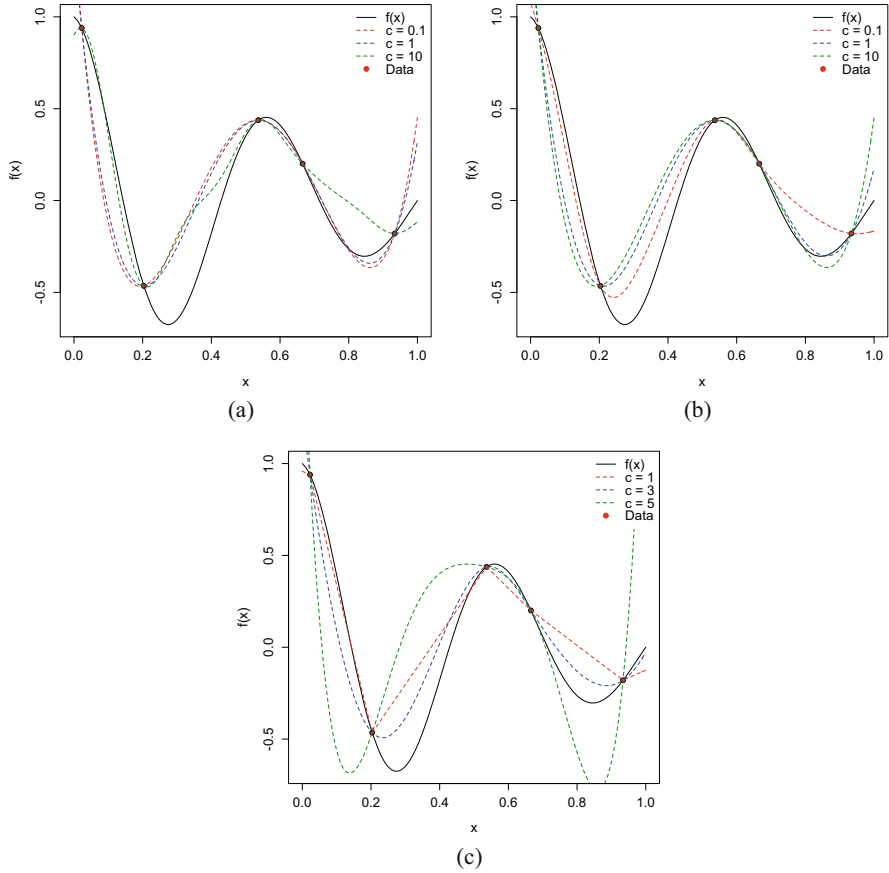 f(x)
c = 0.1
c = 1
c = 10
Data
1.0
0.5
0.0
-0.5
f(x)
0.0 0.2 0.4 0.6 0.8 1.0
x
(a)
f(x)
c = 0.1
c = 1
c = 10
Data
1.0
0.5
0.0
-0.5
f(x)
0.0 0.2 0.4 0.6 0.8 1.0
x
(b)
f(x)
c = 1
c = 3
c = 5
Data
1.0
0.5
0.0
-0.5
f(x)
0.0 0.2 0.4 0.6 0.8 1.0
x
(c)